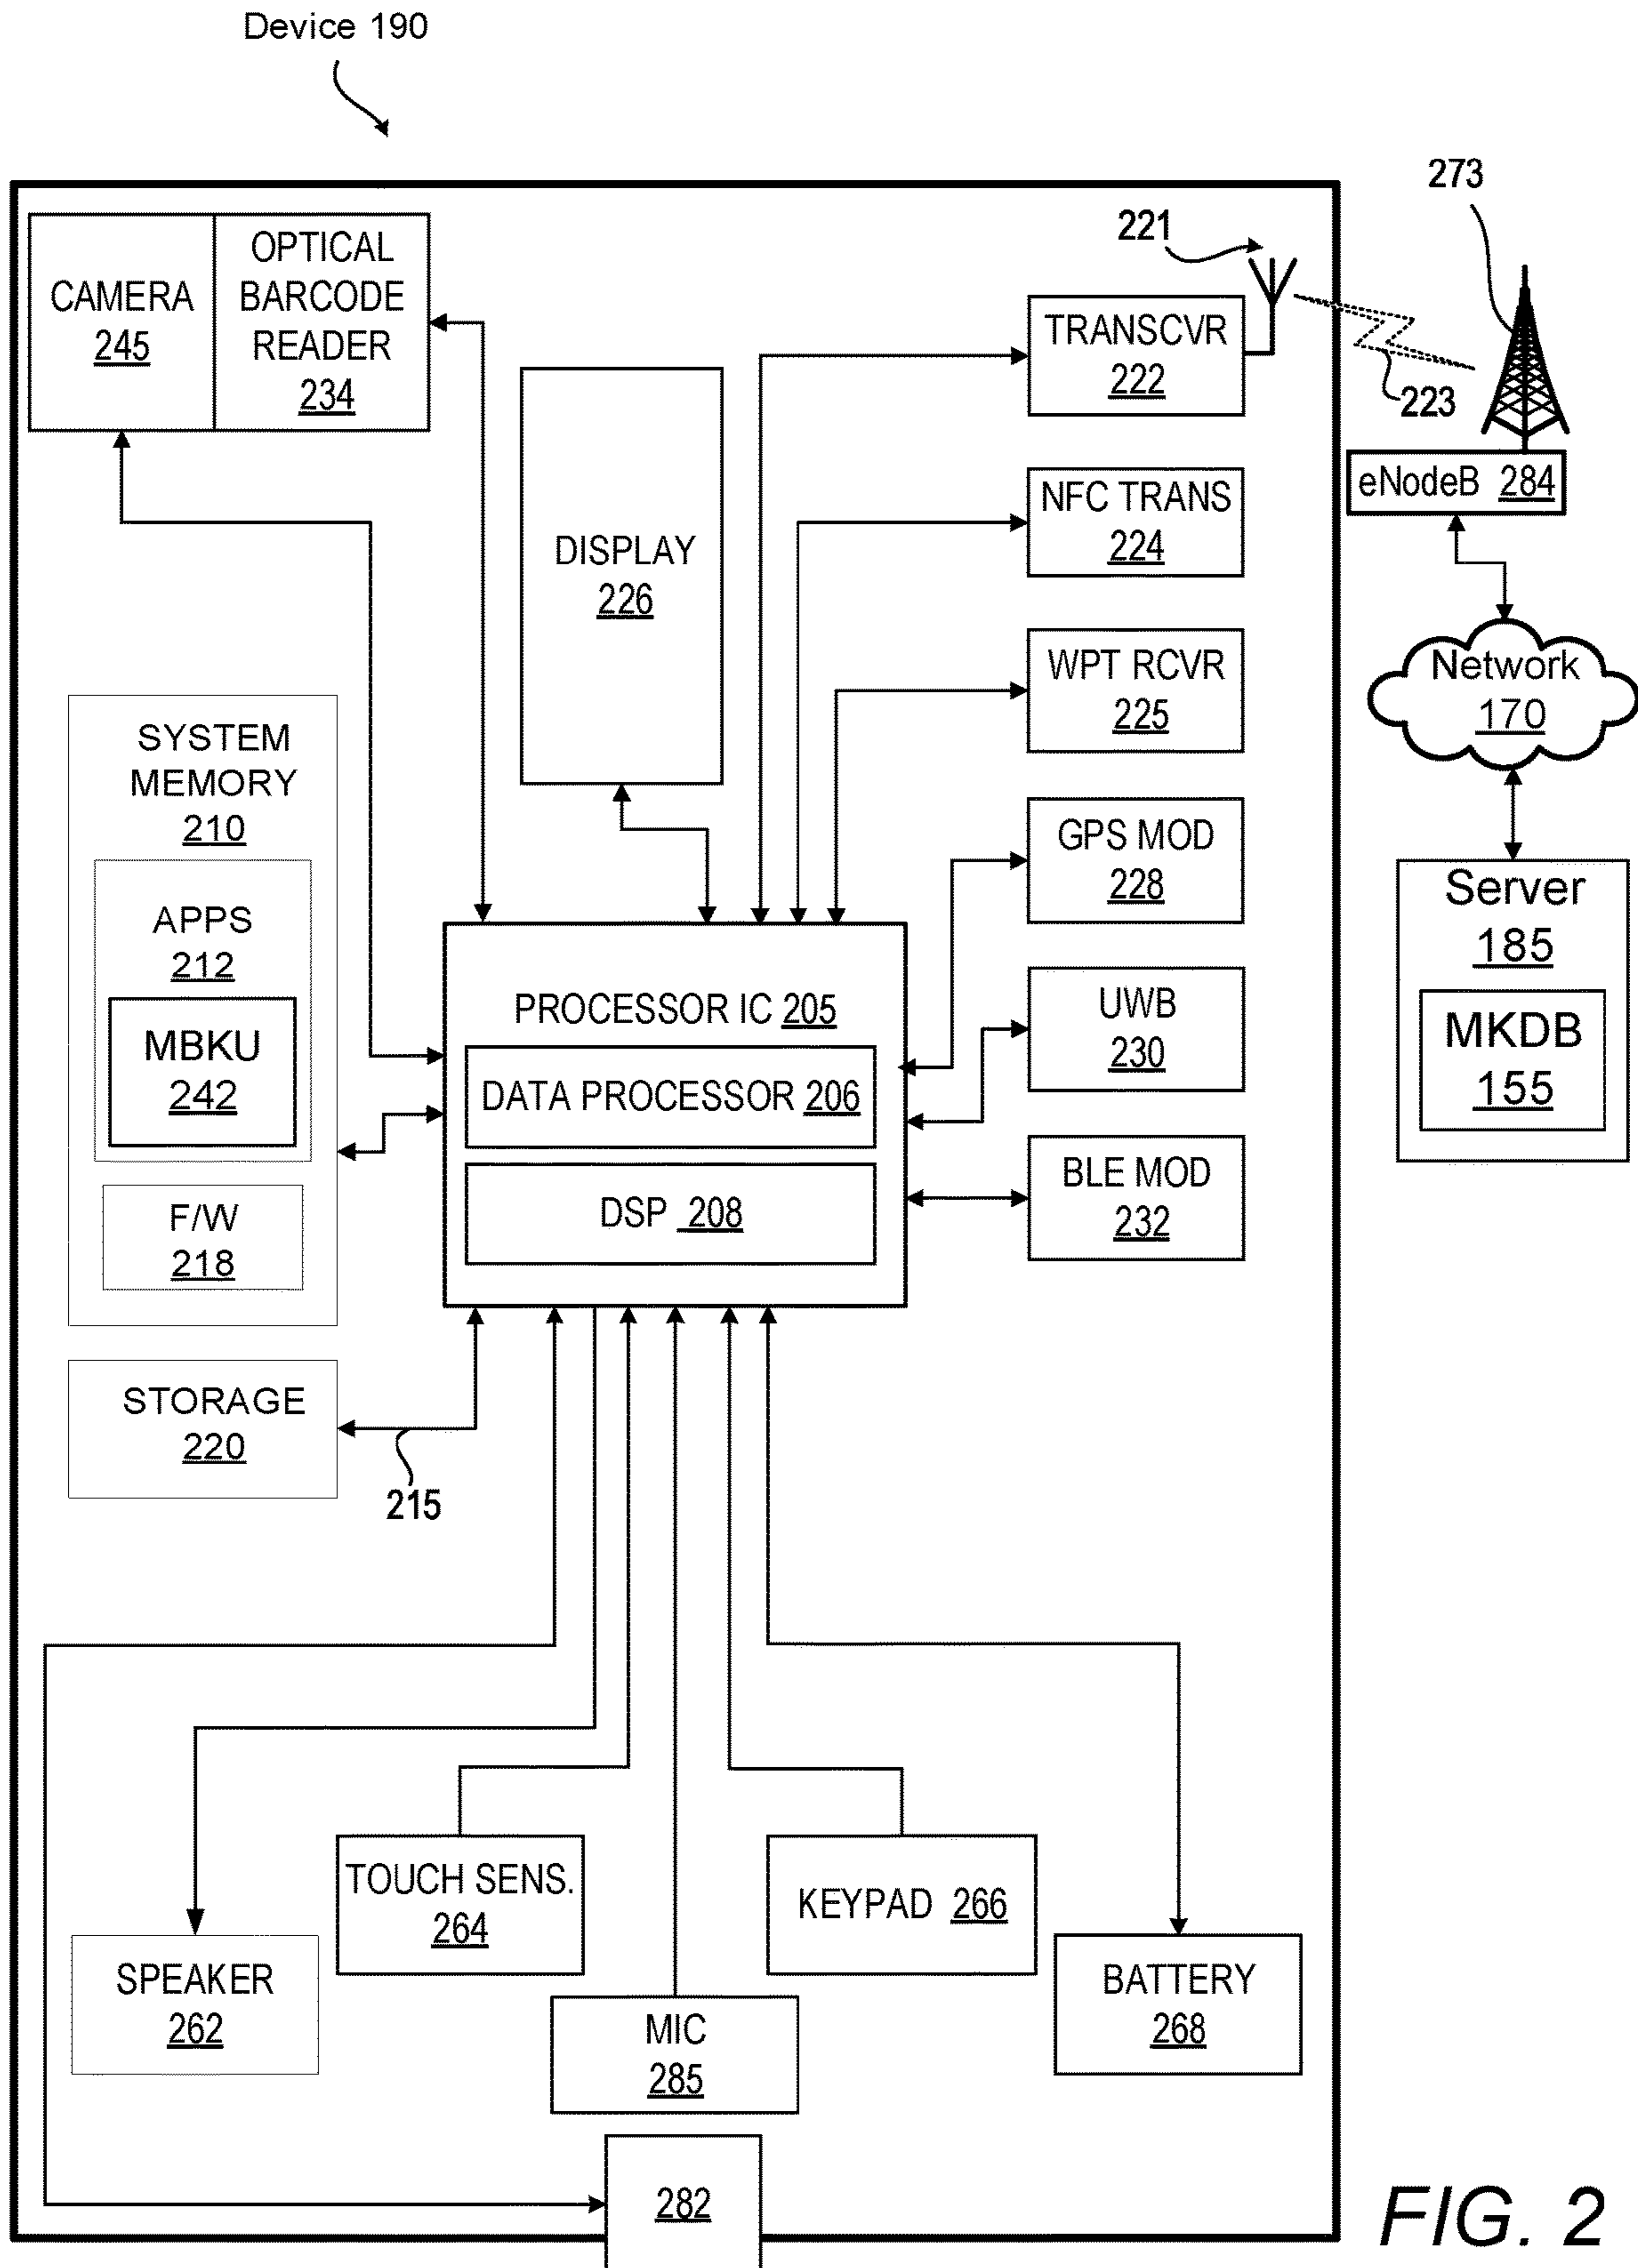 Device 190
273
221
CAMERA
245
OPTICAL
BARCODE
READER
234
TRANSCVR
222
223
eNodeB 284
NFC TRANS
224
DISPLAY
226
WPT RCVR
225
Network
170
SYSTEM
MEMORY
210
GPS MOD
228
Server
185
MKDB
155
APPS
212
MBKU
242
F/W
218
PROCESSOR IC 205
DATA PROCESSOR 206
DSP 208
UWB
230
BLE MOD
232
STORAGE
220
215
TOUCH SENS.
264
KEYPAD 266
SPEAKER
262
MIC
285
BATTERY
268
282
FIG. 2